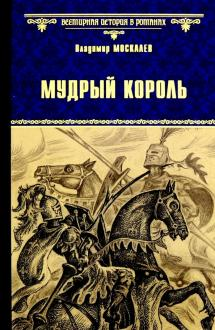 ВСЕМИРНАЯ ИСТОРИЯ В РОМАНАХ
Владимир МОСКАЛЕВ
МУДРЫЙ КОРОЛЬ